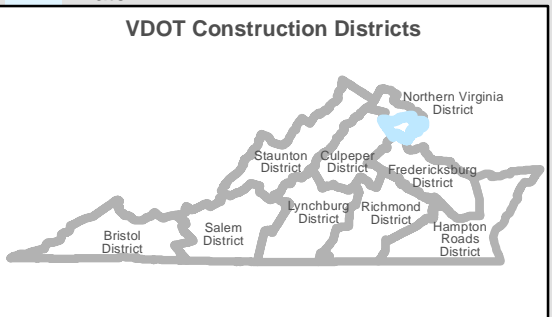 VDOT Construction Districts
Northern Virginia
District
Staunton
District
Culpeper
District
Fredericksburg
District
Lynchburg
District
Richmond
District
Salem
District
Bristol
District
Hampton
Roads
District